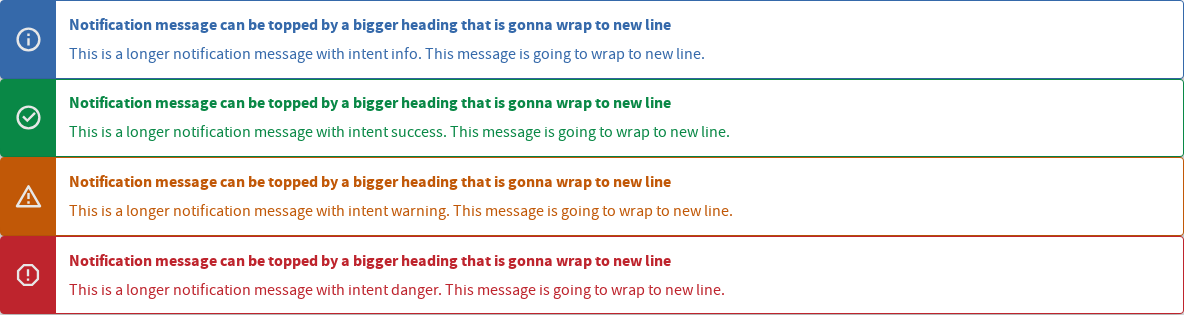 Notification message can be topped by a bigger heading that is gonna wrap to new line
This is a longer notification message with intent info. This message is going to wrap to new line.
Notification message can be topped by a bigger heading that is gonna wrap to new line
This is a longer notification message with intent success. This message is going to wrap to new line.
Notification message can be topped by a bigger heading that is gonna wrap to new line
This is a longer notification message with intent warning. This message is going to wrap to new line.
Notification message can be topped by a bigger heading that is gonna wrap to new line
This is a longer notification message with intent danger. This message is going to wrap to new line.